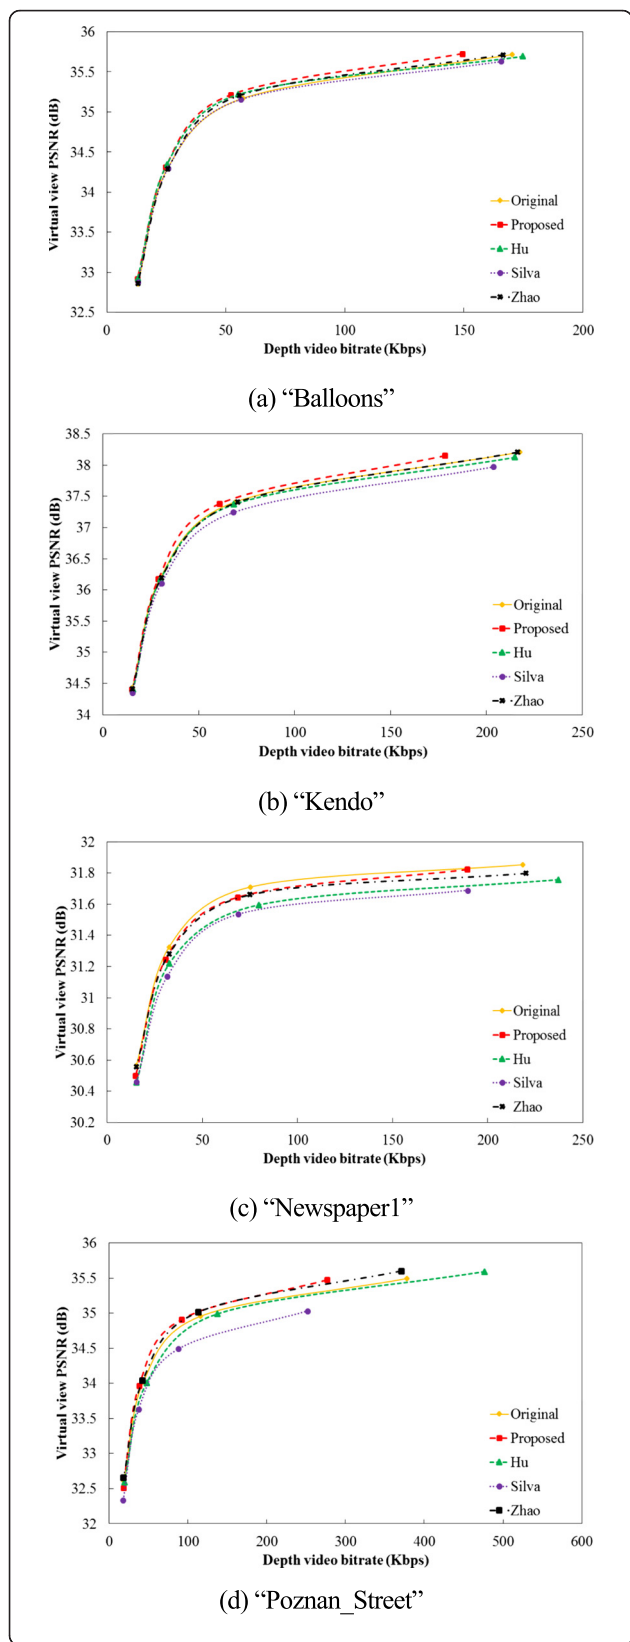 36
35.5
35
34.5
34
33.5
33
32.5
Virtual view PSNR (dB)
0 50 100 150 200
Depth video bitrate (Kbps)
Original
Proposed
Hu
Silva
Zhao
(a) “Balloons”
38.5
38
37.5
37
36.5
36
35.5
35
34.5
34
Virtual view PSNR (dB)
0 50 100 150 200 250
Depth video bitrate (Kbps)
Original
Proposed
Hu
Silva
Zhao
(b) “Kendo”
32
31.8
31.6
31.4
31.2
31
30.8
30.6
30.4
30.2
Virtual view PSNR (dB)
0 50 100 150 200 250
Depth video bitrate (Kbps)
Original
Proposed
Hu
Silva
Zhao
(c) “Newspaper1”
36
35.5
35
34.5
34
33.5
33
32.5
32
Virtual view PSNR (dB)
0 100 200 300 400 500 600
Depth video bitrate (Kbps)
Original
Proposed
Hu
Silva
Zhao
(d) “Poznan_Street”